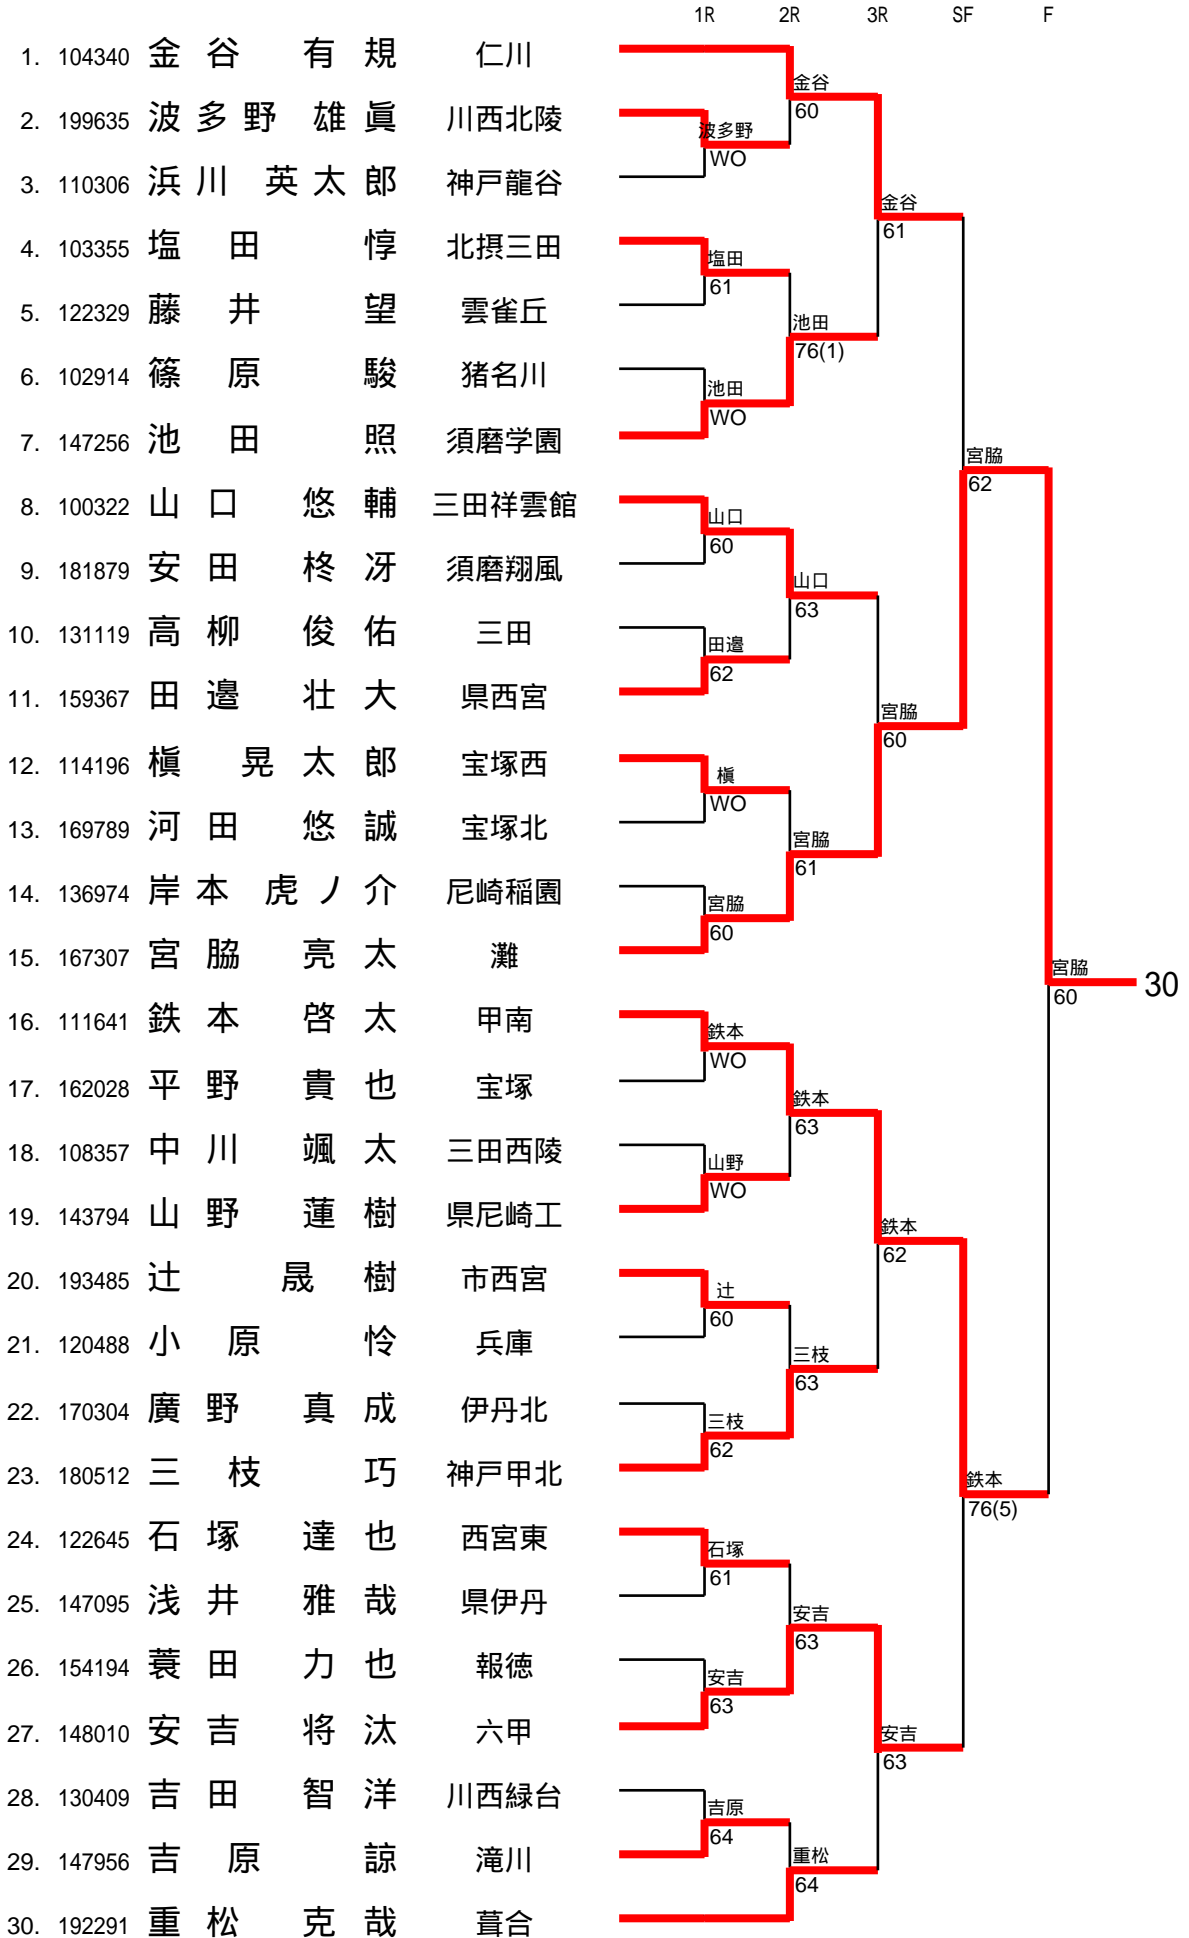 1R 2R 3R SF F
1. 104340 金谷 有規 仁川
2. 199635 波多野 雄眞 川西北陵
3. 110306 浜川 英太郎 神戸龍谷
4. 103355 塩田 惇 北摂三田
5. 122329 藤井 望 雲雀丘
6. 102914 篠原 駿 猪名川
7. 147256 池田 照 須磨学園
8. 100322 山口 悠輔 三田祥雲館
9. 181879 安田 柊冴 須磨翔風
10. 131119 高柳 俊佑 三田
11. 159367 田邉 壮大 県西宮
12. 114196 槇 晃太郎 宝塚西
13. 169789 河田 悠誠 宝塚北
14. 136974 岸本 虎ノ介 尼崎稲園
15. 167307 宮脇 亮太 灘
16. 111641 鉄本 啓太 甲南
17. 162028 平野 貴也 宝塚
18. 108357 中川 颯太 三田西陵
19. 143794 山野 蓮樹 県尼崎工
20. 193485 辻 晟樹 市西宮
21. 120488 小原 怜 兵庫
22. 170304 廣野 真成 伊丹北
23. 180512 三枝 巧 神戸甲北
24. 122645 石塚 達也 西宮東
25. 147095 浅井 雅哉 県伊丹
26. 154194 蓑田 力也 報徳
27. 148010 安吉 将汰 六甲
28. 130409 吉田 智洋 川西緑台
29. 147956 吉原 諒 滝川
30. 192291 重松 克哉 葺合
波多野
WO
塩田
61
池田
WO
山口
60
田邉
62
槇
WO
宮脇
60
鉄本
WO
山野
WO
辻
60
三枝
62
石塚
61
安吉
63
吉原
64
金谷
60
池田
76(1)
山口
63
宮脇
61
鉄本
63
三枝
63
安吉
63
重松
64
金谷
61
宮脇
60
鉄本
62
安吉
63
宮脇
62
鉄本
76(5)
宮脇
60
30